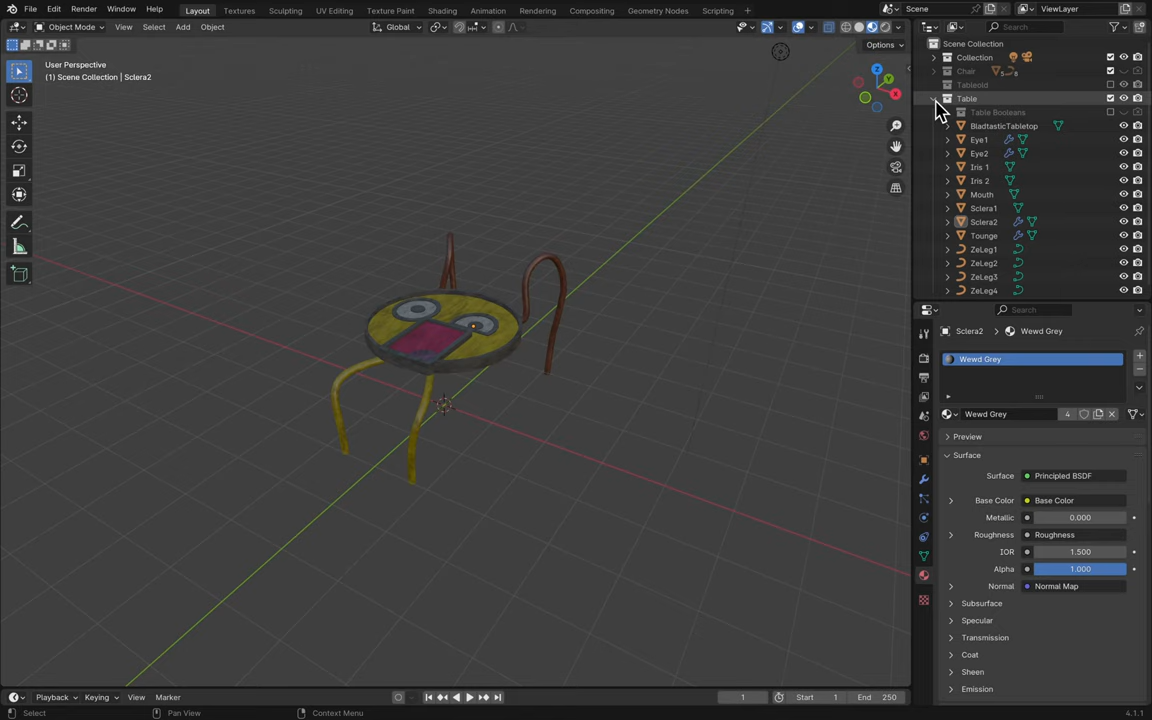 File Edit Render Window Help Layout Textures Sculpting UV Editing Texture Paint Shading Animation Rendering Compositing Geometry Nodes Scripting Scene ViewLayer
Object Mode View Select Add Object Global Search
Options
User Perspective
(1) Scene Collection | Sclera2
Z
Y
X
Scene Collection
Collection
Chair 5 8
Tableold
Table
Table Booleans
BladtasticTabletop
Eye1
Eye2
Iris 1
Iris 2
Mouth
Sclera1
Sclera2
Tounge
ZeLeg1
ZeLeg2
ZeLeg3
ZeLeg4
Search
Sclera2 > Wewd Grey
Wewd Grey
Wewd Grey 4
Preview
Surface
Surface Principled BSDF
Base Color Base Color
Metallic 0.000
Roughness Roughness
IOR 1.500
Alpha 1.000
Normal Normal Map
Subsurface
Specular
Transmission
Coat
Sheen
Emission
Playback Keying View Marker 1 Start 1 End 250
Select Pan View Context Menu 4.1.1